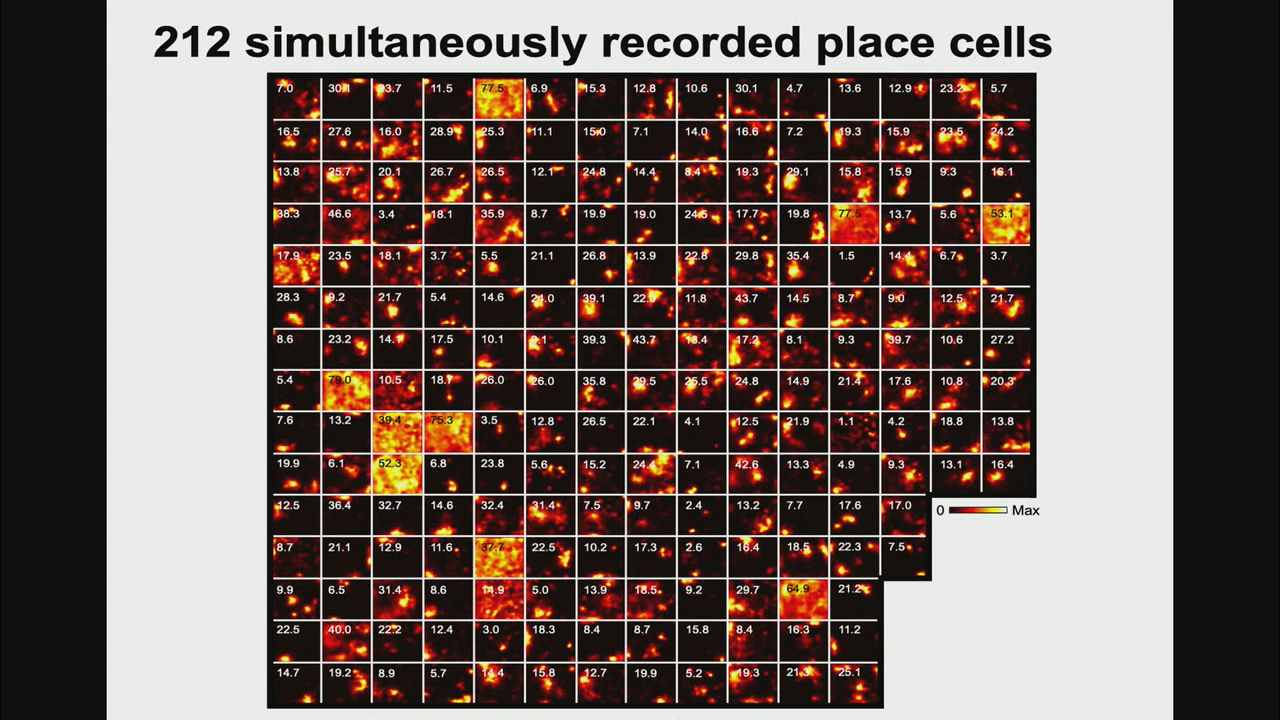 212 simultaneously recorded place cells
7.0 30.1 23.7 11.5 77.5 6.9 15.3 12.8 10.6 30.1 4.7 13.6 12.9 23.2 5.7
16.5 27.6 16.0 28.9 25.3 11.1 15.0 7.1 14.0 16.6 7.2 19.3 15.9 23.5 24.2
13.8 25.7 20.1 26.7 26.5 12.1 24.8 14.4 8.4 19.3 29.1 15.8 15.9 9.3 16.1
38.3 46.6 3.4 18.1 35.9 8.7 19.9 19.0 24.5 17.7 19.8 77.5 13.7 5.6 53.1
17.9 23.5 18.1 3.7 5.5 21.1 26.8 13.9 22.8 29.8 35.4 1.5 14.4 6.7 3.7
28.3 9.2 21.7 5.4 14.6 24.0 39.1 22.0 11.8 43.7 14.5 8.7 9.0 12.5 21.7
8.6 23.2 14.1 17.5 10.1 9.1 39.3 43.7 13.4 17.2 8.1 9.3 39.7 10.6 27.2
5.4 79.0 10.5 18.7 26.0 26.0 35.8 29.5 25.5 24.8 14.9 21.4 17.6 10.8 20.3
7.6 13.2 39.4 75.3 3.5 12.8 26.5 22.1 4.1 12.5 21.9 1.1 4.2 18.8 13.8
19.9 6.1 52.3 6.8 23.8 5.6 15.2 24.4 7.1 42.6 13.3 4.9 9.3 13.1 16.4
12.5 36.4 32.7 14.6 32.4 31.4 7.5 9.7 2.4 13.2 7.7 17.6 17.0
0 Max
8.7 21.1 12.9 11.6 37.7 22.5 10.2 17.3 2.6 16.4 18.5 22.3 7.5
9.9 6.5 31.4 8.6 14.9 5.0 13.9 18.5 9.2 29.7 64.9 21.2
22.5 40.0 22.2 12.4 3.0 18.3 8.4 8.7 15.8 8.4 16.3 11.2
14.7 19.2 8.9 5.7 14.4 15.8 12.7 19.9 5.2 19.3 21.3 25.1